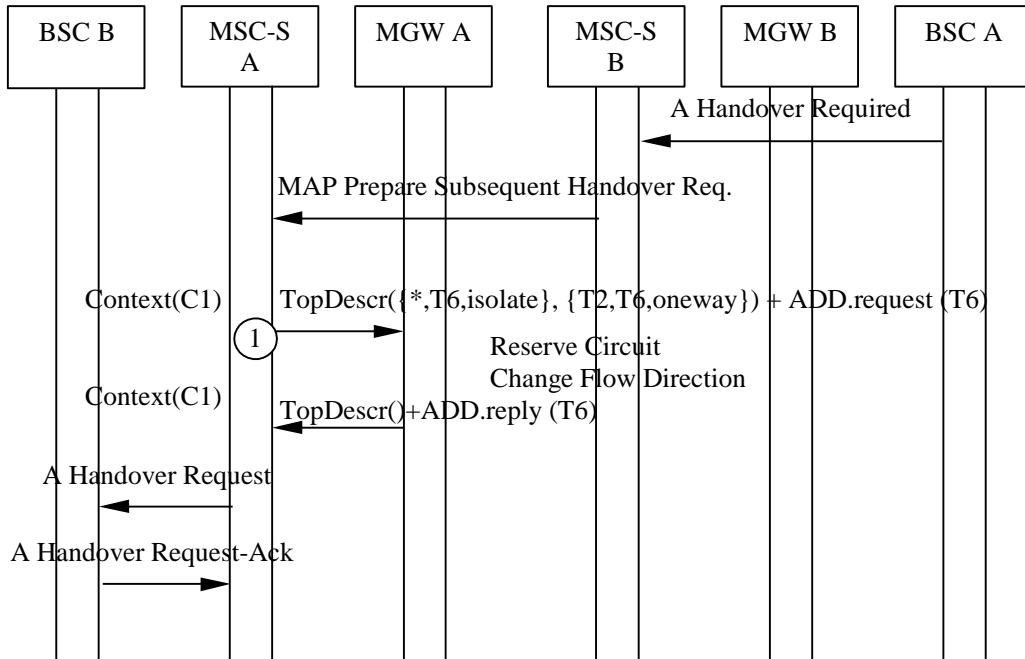 BSC B
MSC-S
A
MGW A
MSC-S
B
MGW B
BSC A
A Handover Required
MAP Prepare Subsequent Handover Req.
Context(C1)
TopDescr({*,T6,isolate}, {T2,T6,oneway}) + ADD.request (T6)
1
Reserve Circuit
Change Flow Direction
Context(C1)
TopDescr()+ADD.reply (T6)
A Handover Request
A Handover Request-Ack